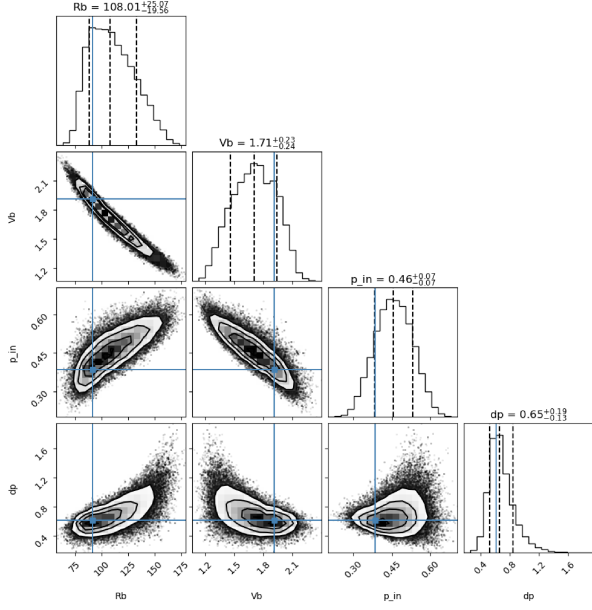 Rb = 108.01+25.07−19.56
Vb = 1.71+0.23−0.24
2.1
1.8
1.5
1.2
Vb
p_in = 0.46+0.07−0.07
0.60
0.45
0.30
p_in
dp = 0.65+0.19−0.13
1.6
1.2
0.8
0.4
dp
75 100 125 150 175
1.2 1.5 1.8 2.1
0.30 0.45 0.60
0.4 0.8 1.2 1.6
Rb Vb p_in dp